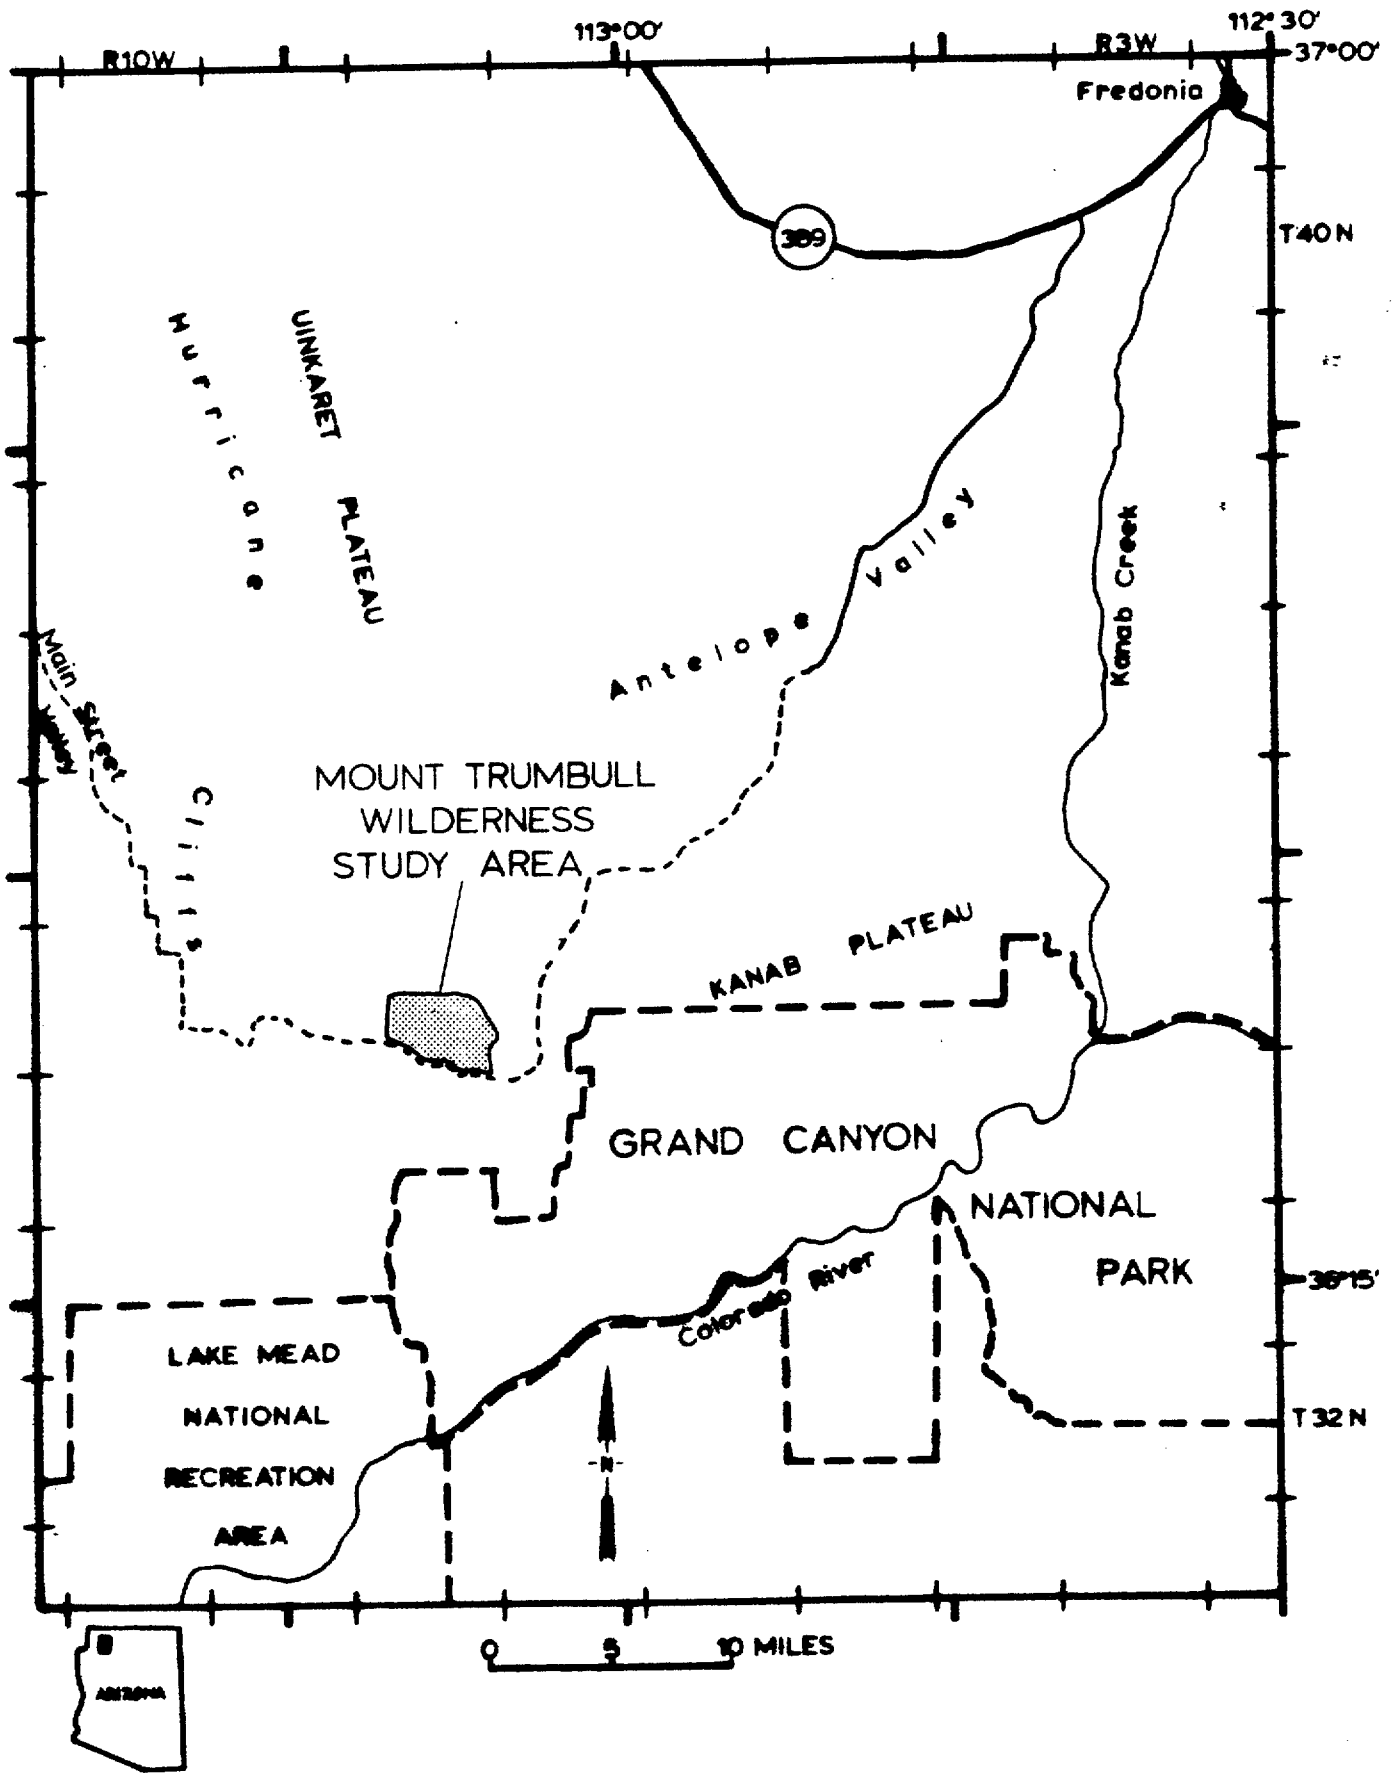 113°00'
112°30'
R10W
R3W
37°00'
Fredonia
389
T40N
Hurricane
UINKARET PLATEAU
Valley
Kanab Creek
Antelope
Main Street
Valley
Cliffs
MOUNT TRUMBULL
WILDERNESS
STUDY AREA
KANAB PLATEAU
GRAND CANYON
NATIONAL
PARK
36°15'
Colorado River
LAKE MEAD
NATIONAL
RECREATION
AREA
T32N
N
0 5 10 MILES
ARIZONA